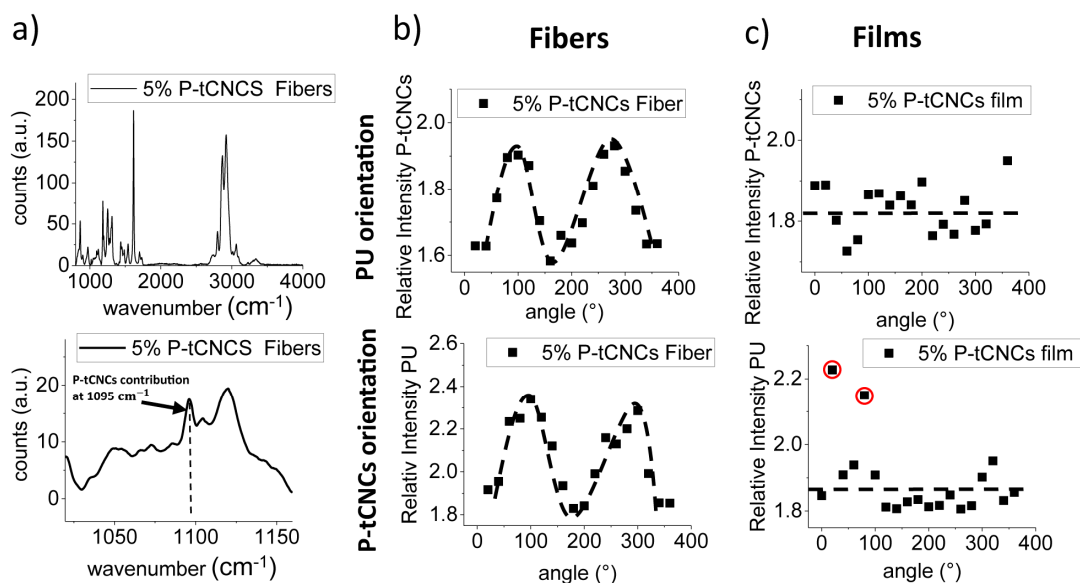 a)
5% P-tCNCS Fibers
200
150
100
50
0
counts (a.u.)
1000 2000 3000 4000
wavenumber (cm⁻¹)
5% P-tCNCS Fibers
P-tCNCs contribution
at 1095 cm⁻¹
20
10
0
counts (a.u.)
1050 1100 1150
wavenumber (cm⁻¹)
b)
Fibers
PU orientation
5% P-tCNCs Fiber
Relative Intensity P-tCNCs
2.0
1.8
1.6
0 100 200 300 400
angle (°)
P-tCNCs orientation
5% P-tCNCs Fiber
Relative Intensity PU
2.6
2.4
2.2
2.0
1.8
0 100 200 300 400
angle (°)
c)
Films
5% P-tCNCs film
Relative Intensity P-tCNCs
2.0
1.8
0 100 200 300 400
angle (°)
5% P-tCNCs film
Relative Intensity PU
2.2
2.0
1.8
0 100 200 300 400
angle (°)